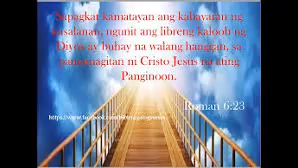 Sapagkat kamatayan ang kabayaran ng
kasalanan, ngunit ang libreng kaloob ng
Diyos ay buhay na walang hanggan, sa
pamamagitan ni Cristo Jesus na ating
Panginoon.
Roman 6:23